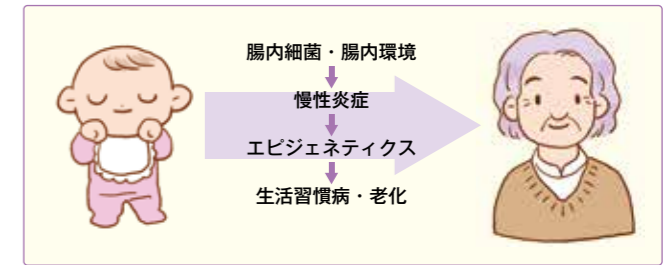 腸内細菌・腸内環境
慢性炎症
エピジェネティクス
生活習慣病・老化